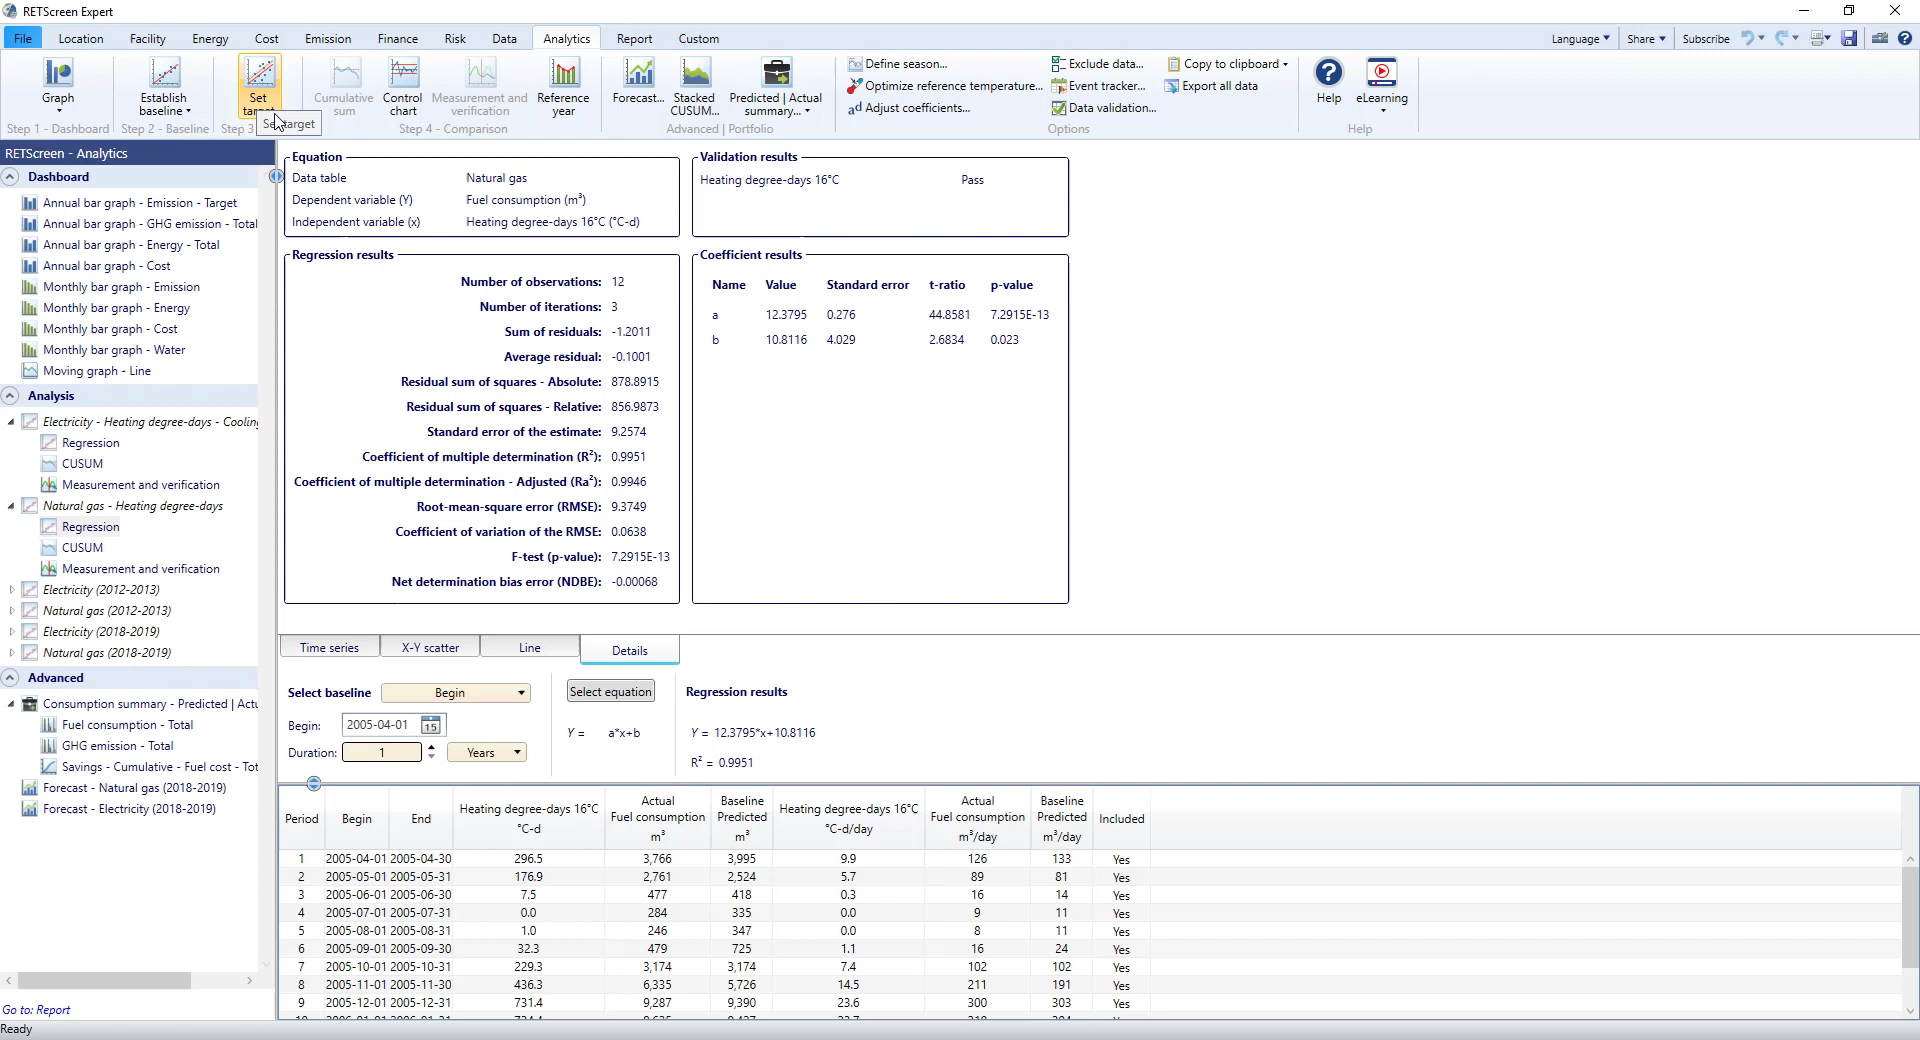 RETScreen Expert
File Location Facility Energy Cost Emission Finance Risk Data Analytics Report Custom
Language Share Subscribe
Graph
Step 1 - Dashboard
Establish
baseline
Step 2 - Baseline
Set
Step 3
Set target
Cumulative
sum
Control
chart
Measurement and
verification
Reference
year
Step 4 - Comparison
Forecast...
Stacked
CUSUM...
Predicted | Actual
summary...
Advanced | Portfolio
Define season...
Optimize reference temperature...
Adjust coefficients...
Exclude data...
Event tracker...
Data validation...
Copy to clipboard
Export all data
Options
Help
eLearning
Help
RETScreen - Analytics
Dashboard
Annual bar graph - Emission - Target
Annual bar graph - GHG emission - Total
Annual bar graph - Energy - Total
Annual bar graph - Cost
Monthly bar graph - Emission
Monthly bar graph - Energy
Monthly bar graph - Cost
Monthly bar graph - Water
Moving graph - Line
Analysis
Electricity - Heating degree-days - Cooling
Regression
CUSUM
Measurement and verification
Natural gas - Heating degree-days
Regression
CUSUM
Measurement and verification
Electricity (2012-2013)
Natural gas (2012-2013)
Electricity (2018-2019)
Natural gas (2018-2019)
Advanced
Consumption summary - Predicted | Actu
Fuel consumption - Total
GHG emission - Total
Savings - Cumulative - Fuel cost - Tot
Forecast - Natural gas (2018-2019)
Forecast - Electricity (2018-2019)
Go to: Report
Ready
Equation
Data table Natural gas
Dependent variable (Y) Fuel consumption (m³)
Independent variable (x) Heating degree-days 16°C (°C-d)
Validation results
Heating degree-days 16°C Pass
Regression results
Number of observations: 12
Number of iterations: 3
Sum of residuals: -1.2011
Average residual: -0.1001
Residual sum of squares - Absolute: 878.8915
Residual sum of squares - Relative: 856.9873
Standard error of the estimate: 9.2574
Coefficient of multiple determination (R²): 0.9951
Coefficient of multiple determination - Adjusted (Ra²): 0.9946
Root-mean-square error (RMSE): 9.3749
Coefficient of variation of the RMSE: 0.0638
F-test (p-value): 7.2915E-13
Net determination bias error (NDBE): -0.00068
Coefficient results
Name Value Standard error t-ratio p-value
a 12.3795 0.276 44.8581 7.2915E-13
b 10.8116 4.029 2.6834 0.023
Time series X-Y scatter Line Details
Select baseline Begin
Begin: 2005-04-01 15
Duration: 1 Years
Select equation
Y = a*x+b
Regression results
Y = 12.3795*x+10.8116
R² = 0.9951
Period Begin End Heating degree-days 16°C °C-d Actual Fuel consumption m³ Baseline Predicted m³ Heating degree-days 16°C °C-d/day Actual Fuel consumption m³/day Baseline Predicted m³/day Included
1 2005-04-01 2005-04-30 296.5 3,766 3,995 9.9 126 133 Yes
2 2005-05-01 2005-05-31 176.9 2,761 2,524 5.7 89 81 Yes
3 2005-06-01 2005-06-30 7.5 477 418 0.3 16 14 Yes
4 2005-07-01 2005-07-31 0.0 284 335 0.0 9 11 Yes
5 2005-08-01 2005-08-31 1.0 246 347 0.0 8 11 Yes
6 2005-09-01 2005-09-30 32.3 479 725 1.1 16 24 Yes
7 2005-10-01 2005-10-31 229.3 3,174 3,174 7.4 102 102 Yes
8 2005-11-01 2005-11-30 436.3 6,335 5,726 14.5 211 191 Yes
9 2005-12-01 2005-12-31 731.4 9,287 9,390 23.6 300 303 Yes